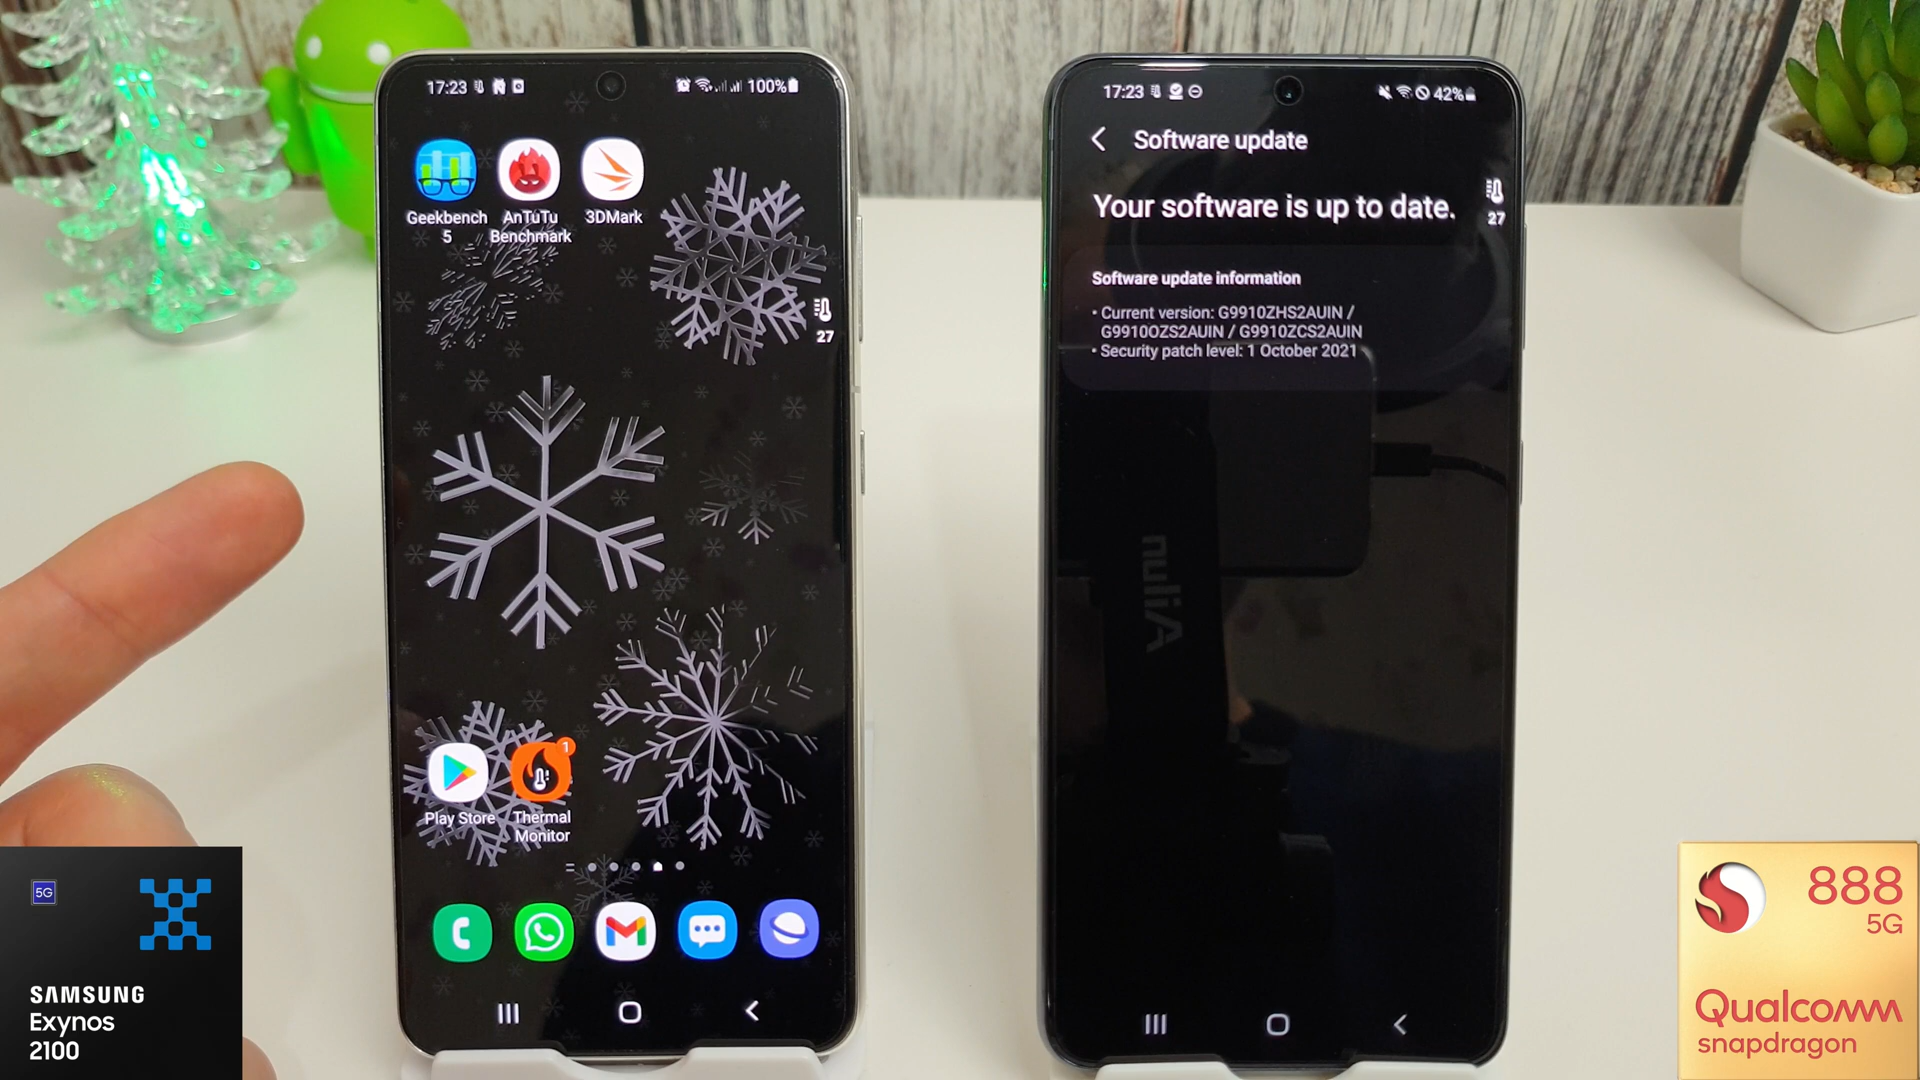 17:23
100%
Geekbench
5
AnTuTu
Benchmark
3DMark
27
Play Store
1
Thermal
Monitor
17:23
42%
Software update
Your software is up to date.
27
Software update information
• Current version: G9910ZHS2AUIN /
G9910OZS2AUIN / G9910ZCS2AUIN
• Security patch level: 1 October 2021
nuliA
5G
SAMSUNG
Exynos
2100
888
5G
Qualcomm
snapdragon